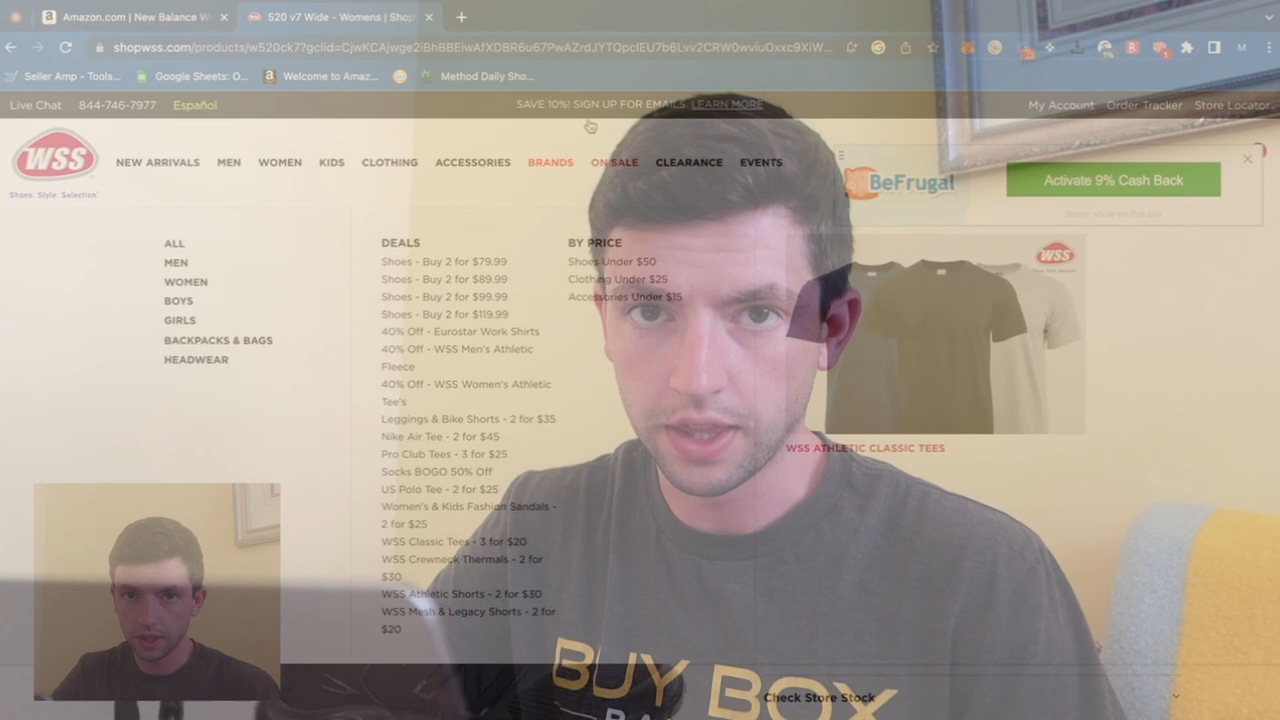 Amazon.com | New Balance W
520 v7 Wide - Womens | Shop
shopwss.com/products/w520ck7?gclid=
Seller Amp - Tools...
Google Sheets: O...
Welcome to Amaz...
Method Daily Sho...
Live Chat
844-746-7977
Español
SAVE 10%! SIGN UP FOR EMAILS. LEARN MORE
My Account
Order Tracker
Store Locator
WSS
Shoes. Style. Selection.
NEW ARRIVALS
MEN
WOMEN
KIDS
CLOTHING
ACCESSORIES
BRANDS
ON SALE
CLEARANCE
EVENTS
BeFrugal
Activate 9% Cash Back
Never show on this site
ALL
MEN
WOMEN
BOYS
GIRLS
BACKPACKS & BAGS
HEADWEAR
DEALS
Shoes - Buy 2 for $79.99
Shoes - Buy 2 for $89.99
Shoes - Buy 2 for $99.99
Shoes - Buy 2 for $119.99
40% Off - Eurostar Work Shirts
40% Off - WSS Men's Athletic
Fleece
40% Off - WSS Women's Athletic
Tee's
Leggings & Bike Shorts - 2 for $35
Nike Air Tee - 2 for $45
Pro Club Tees - 3 for $25
Socks BOGO 50% Off
US Polo Tee - 2 for $25
Women's & Kids Fashion Sandals -
2 for $25
WSS Classic Tees - 3 for $20
WSS Crewneck Thermals - 2 for
$30
WSS Athletic Shorts - 2 for $30
WSS Mesh & Legacy Shorts - 2 for
$20
BY PRICE
Shoes Under $50
Clothing Under $25
Accessories Under $15
WSS
WSS ATHLETIC CLASSIC TEES
BUY BOX
Check Store Stock